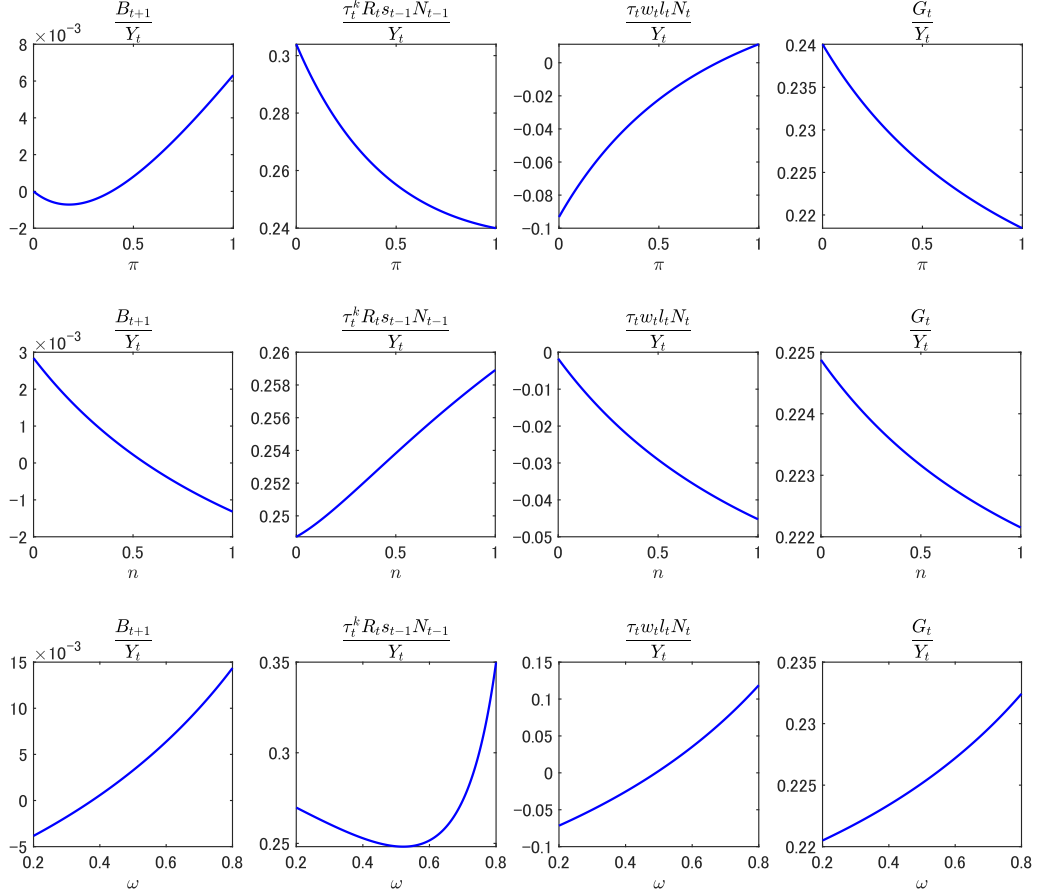 B_{t+1}/Y_t τ_t^k R_t s_{t−1} N_{t−1}/Y_t τ_t w_t l_t N_t/Y_t G_t/Y_t
×10⁻³
8 6 4 2 0 −2
0 0.5 1
π
0.3 0.28 0.26 0.24
0 0.5 1
π
0 −0.02 −0.04 −0.06 −0.08 −0.1
0 0.5 1
π
0.24 0.235 0.23 0.225 0.22
0 0.5 1
π
B_{t+1}/Y_t τ_t^k R_t s_{t−1} N_{t−1}/Y_t τ_t w_t l_t N_t/Y_t G_t/Y_t
×10⁻³
3 2 1 0 −1 −2
0 0.5 1
n
0.26 0.258 0.256 0.254 0.252 0.25
0 0.5 1
n
0 −0.01 −0.02 −0.03 −0.04 −0.05
0 0.5 1
n
0.225 0.224 0.223 0.222
0 0.5 1
n
B_{t+1}/Y_t τ_t^k R_t s_{t−1} N_{t−1}/Y_t τ_t w_t l_t N_t/Y_t G_t/Y_t
×10⁻³
15 10 5 0 −5
0.2 0.4 0.6 0.8
ω
0.35 0.3 0.25
0.2 0.4 0.6 0.8
ω
0.15 0.1 0.05 0 −0.05 −0.1
0.2 0.4 0.6 0.8
ω
0.235 0.23 0.225 0.22
0.2 0.4 0.6 0.8
ω